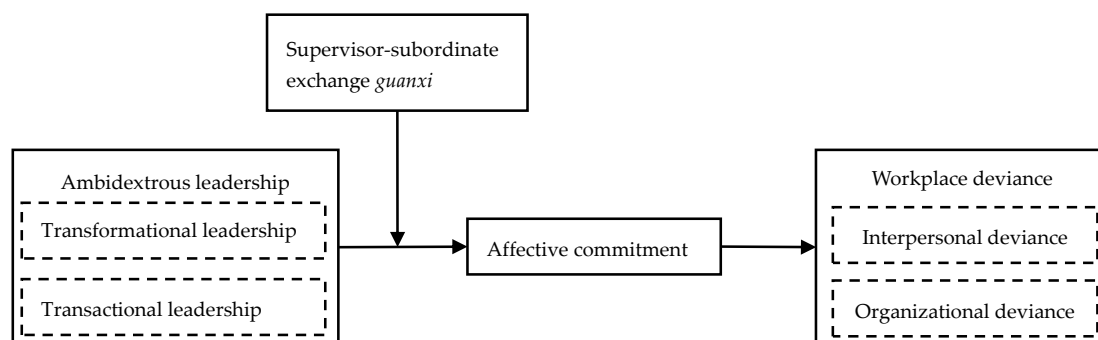 Supervisor-subordinate
exchange guanxi
Ambidextrous leadership
Transformational leadership
Transactional leadership
Affective commitment
Workplace deviance
Interpersonal deviance
Organizational deviance